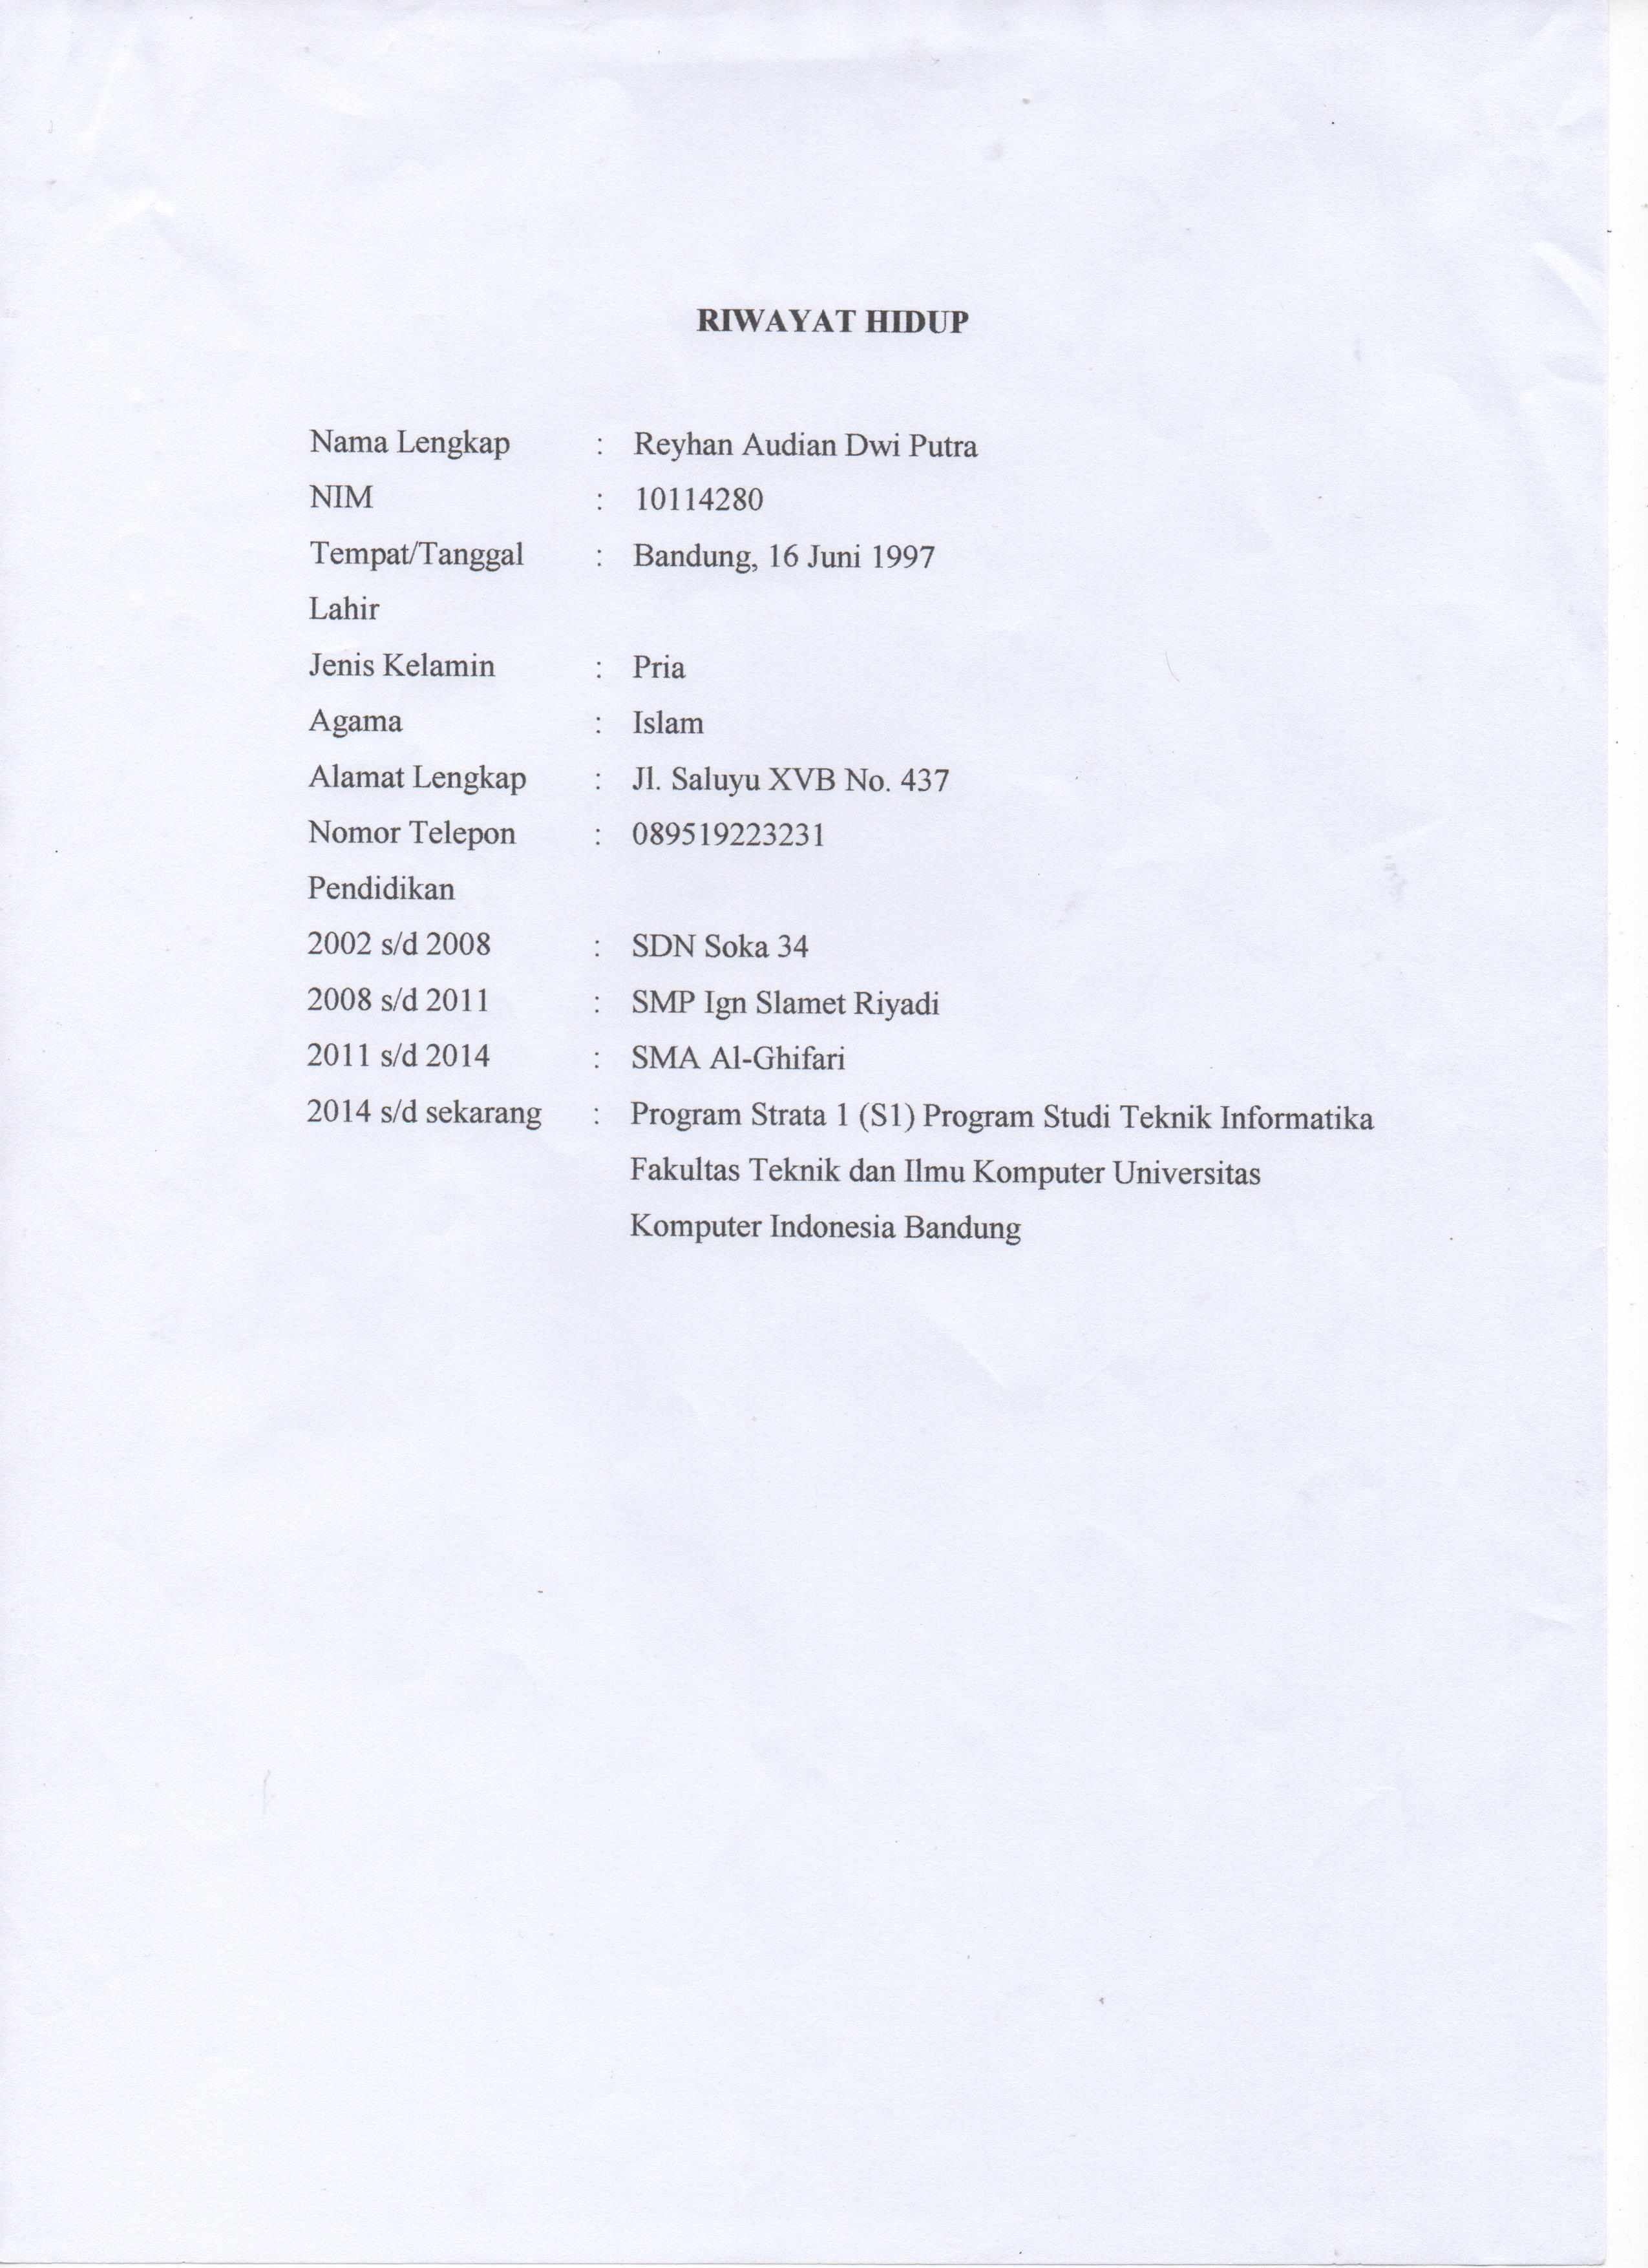 RIWAYAT HIDUP
Nama Lengkap : Reyhan Audian Dwi Putra
NIM : 10114280
Tempat/Tanggal : Bandung, 16 Juni 1997
Lahir
Jenis Kelamin : Pria
Agama : Islam
Alamat Lengkap : Jl. Saluyu XVB No. 437
Nomor Telepon : 089519223231
Pendidikan
2002 s/d 2008 : SDN Soka 34
2008 s/d 2011 : SMP Ign Slamet Riyadi
2011 s/d 2014 : SMA Al-Ghifari
2014 s/d sekarang : Program Strata 1 (S1) Program Studi Teknik Informatika
Fakultas Teknik dan Ilmu Komputer Universitas
Komputer Indonesia Bandung